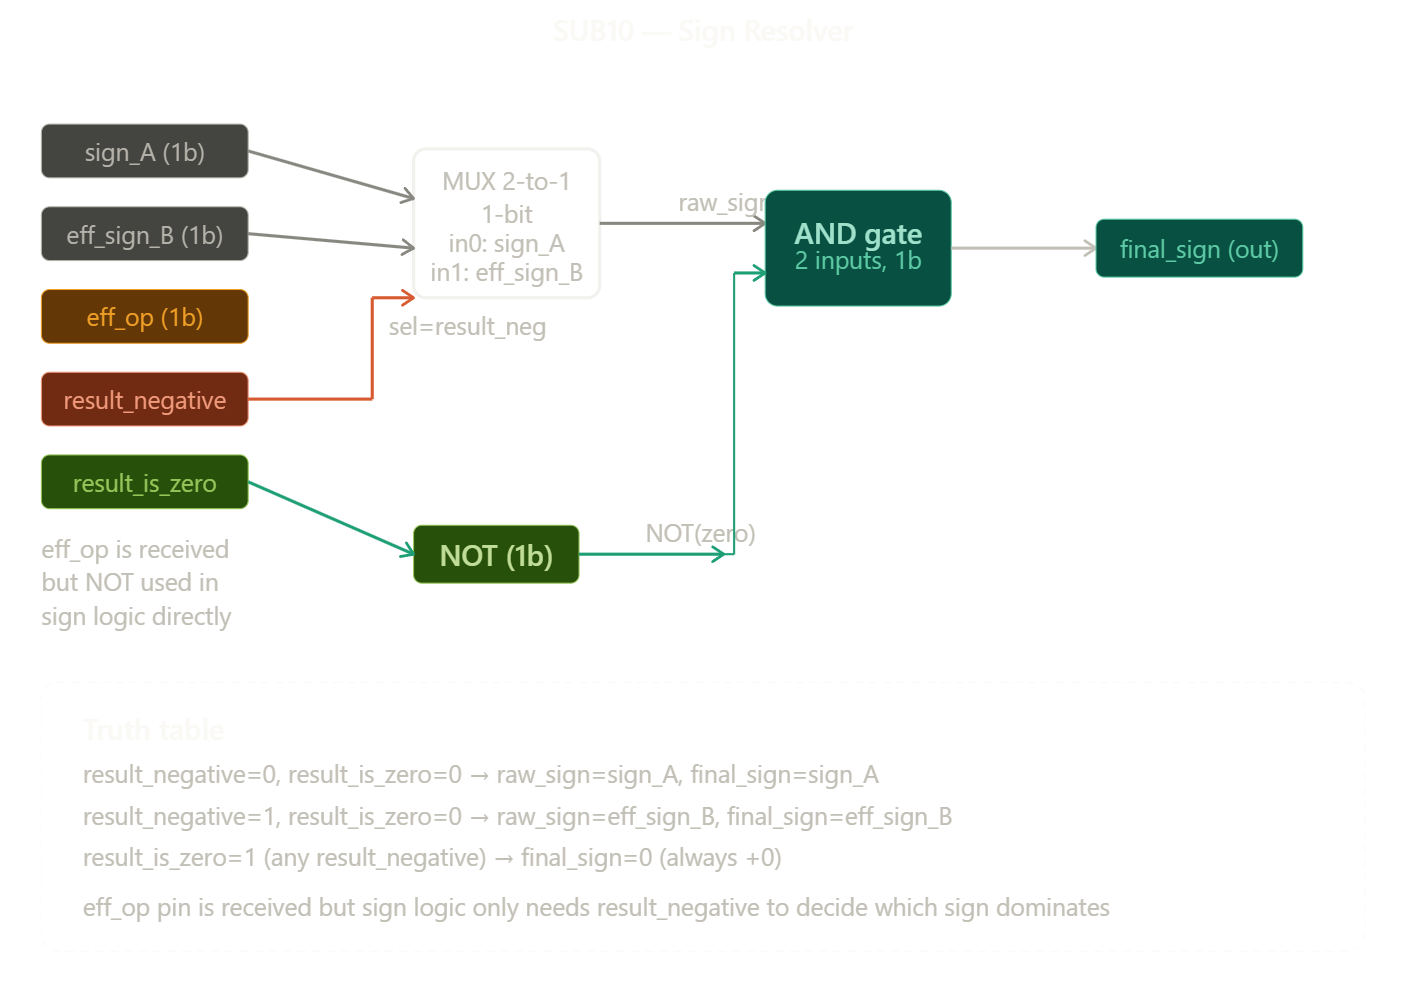 SUB10 — Sign Resolver
sign_A (1b)
eff_sign_B (1b)
eff_op (1b)
result_negative
result_is_zero
eff_op is received
but NOT used in
sign logic directly
MUX 2-to-1
1-bit
in0: sign_A
in1: eff_sign_B
sel=result_neg
NOT (1b)
NOT(zero)
raw_sign
AND gate
2 inputs, 1b
final_sign (out)
Truth table
result_negative=0, result_is_zero=0 → raw_sign=sign_A, final_sign=sign_A
result_negative=1, result_is_zero=0 → raw_sign=eff_sign_B, final_sign=eff_sign_B
result_is_zero=1 (any result_negative) → final_sign=0 (always +0)
eff_op pin is received but sign logic only needs result_negative to decide which sign dominates